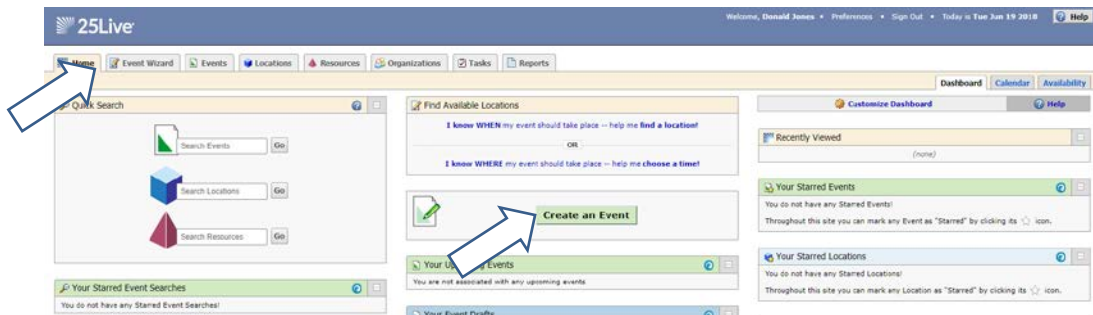 25Live
Welcome, Donald Jones • Preferences • Sign Out • Today is Tue Jun 19 2018 Help
Home Event Wizard Events Locations Resources Organizations Tasks Reports
Dashboard Calendar Availability
Quick Search
Search Events Go
Search Locations Go
Search Resources Go
Your Starred Event Searches
You do not have any Starred Event Searches!
Find Available Locations
I know WHEN my event should take place -- help me find a location!
OR
I know WHERE my event should take place -- help me choose a time!
Create an Event
Your Upcoming Events
You are not associated with any upcoming events
Your Event Drafts
Customize Dashboard Help
Recently Viewed
(none)
Your Starred Events
You do not have any Starred Events!
Throughout this site you can mark any Event as "Starred" by clicking its icon.
Your Starred Locations
You do not have any Starred Locations!
Throughout this site you can mark any Location as "Starred" by clicking its icon.